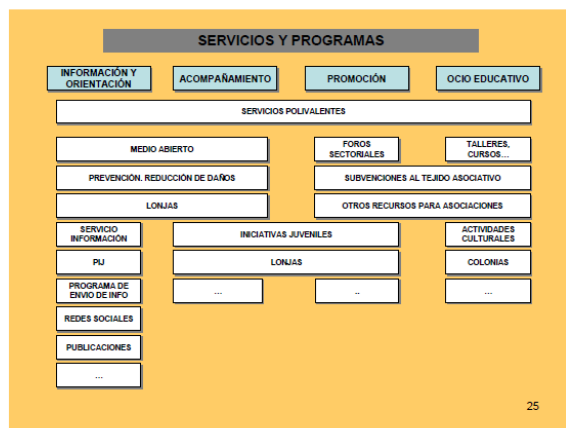 SERVICIOS Y PROGRAMAS
INFORMACIÓN Y
ORIENTACIÓN
ACOMPAÑAMIENTO
PROMOCIÓN
OCIO EDUCATIVO
SERVICIOS POLIVALENTES
MEDIO ABIERTO
FOROS
SECTORIALES
TALLERES,
CURSOS...
PREVENCIÓN. REDUCCIÓN DE DAÑOS
SUBVENCIONES AL TEJIDO ASOCIATIVO
LONJAS
OTROS RECURSOS PARA ASOCIACIONES
SERVICIO
INFORMACIÓN
INICIATIVAS JUVENILES
ACTIVIDADES
CULTURALES
PIJ
LONJAS
COLONIAS
PROGRAMA DE
ENVIO DE INFO
...
..
...
REDES SOCIALES
PUBLICACIONES
...
25